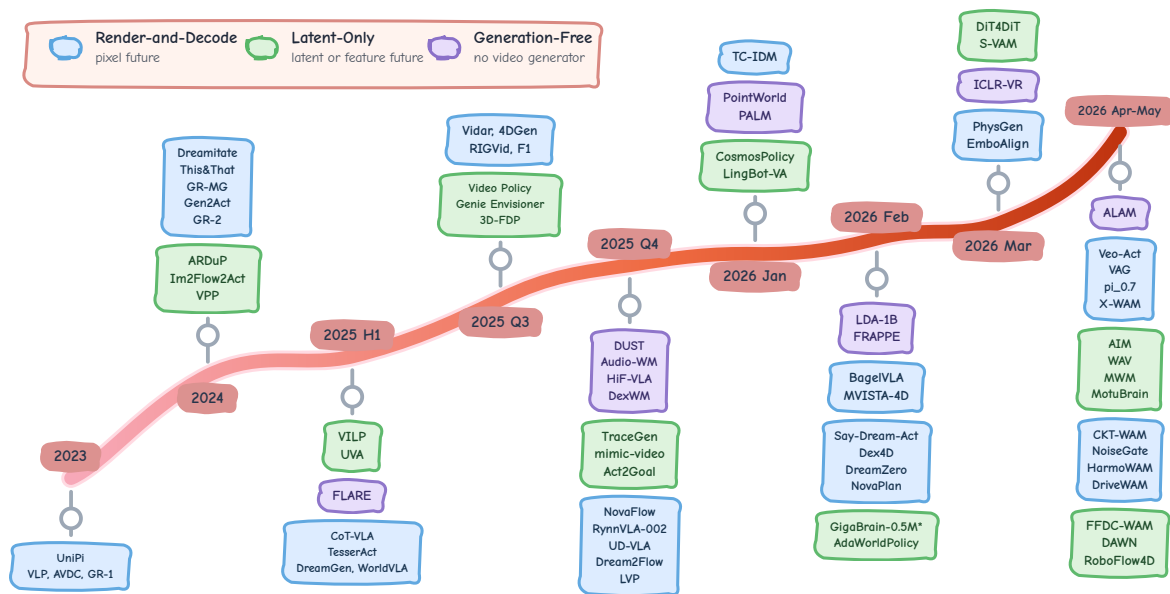 Render-and-Decode
pixel future
Latent-Only
latent or feature future
Generation-Free
no video generator
2023
UniPi
VLP, AVDC, GR-1
Dreamitate
This&That
GR-MG
Gen2Act
GR-2
ARDuP
Im2Flow2Act
VPP
2024
2025 H1
VILP
UVA
FLARE
CoT-VLA
TesserAct
DreamGen, WorldVLA
Vidar, 4DGen
RIGVid, F1
Video Policy
Genie Envisioner
3D-FDP
2025 Q3
2025 Q4
DUST
Audio-WM
HiF-VLA
DexWM
TraceGen
mimic-video
Act2Goal
NovaFlow
RynnVLA-002
UD-VLA
Dream2Flow
LVP
TC-IDM
PointWorld
PALM
CosmosPolicy
LingBot-VA
2026 Jan
2026 Feb
LDA-1B
FRAPPE
BagelVLA
MVISTA-4D
Say-Dream-Act
Dex4D
DreamZero
NovaPlan
GigaBrain-0.5M*
AdaWorldPolicy
DiT4DiT
S-VAM
ICLR-VR
PhysGen
EmboAlign
2026 Mar
2026 Apr-May
ALAM
Veo-Act
VAG
pi_0.7
X-WAM
AIM
WAV
MWM
MotuBrain
CKT-WAM
NoiseGate
HarmoWAM
DriveWAM
FFDC-WAM
DAWN
RoboFlow4D